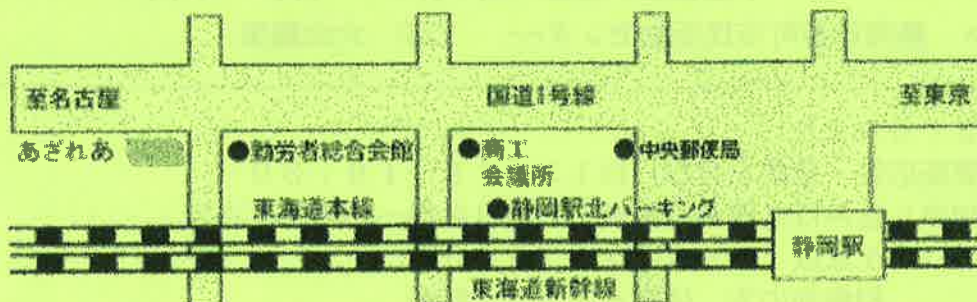 至名古屋 国道1号線 至東京
あざれあ ●勤労者総合会館 ●商工 ●中央郵便局
会議所
東海道本線 ●静岡駅北パーキング
静岡駅
東海道新幹線